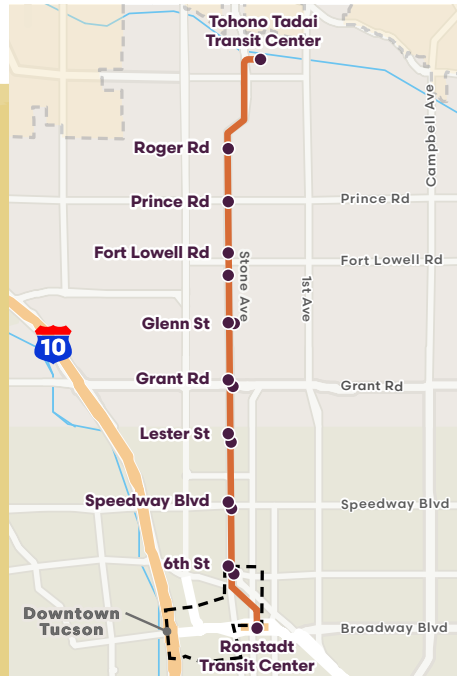 Tohono Tadai
Transit Center
Campbell Ave
Roger Rd
Prince Rd
Prince Rd
Fort Lowell Rd
Fort Lowell Rd
Stone Ave
1st Ave
Glenn St
10
Grant Rd
Grant Rd
Lester St
Speedway Blvd
Speedway Blvd
6th St
Downtown
Tucson
Broadway Blvd
Ronstadt
Transit Center